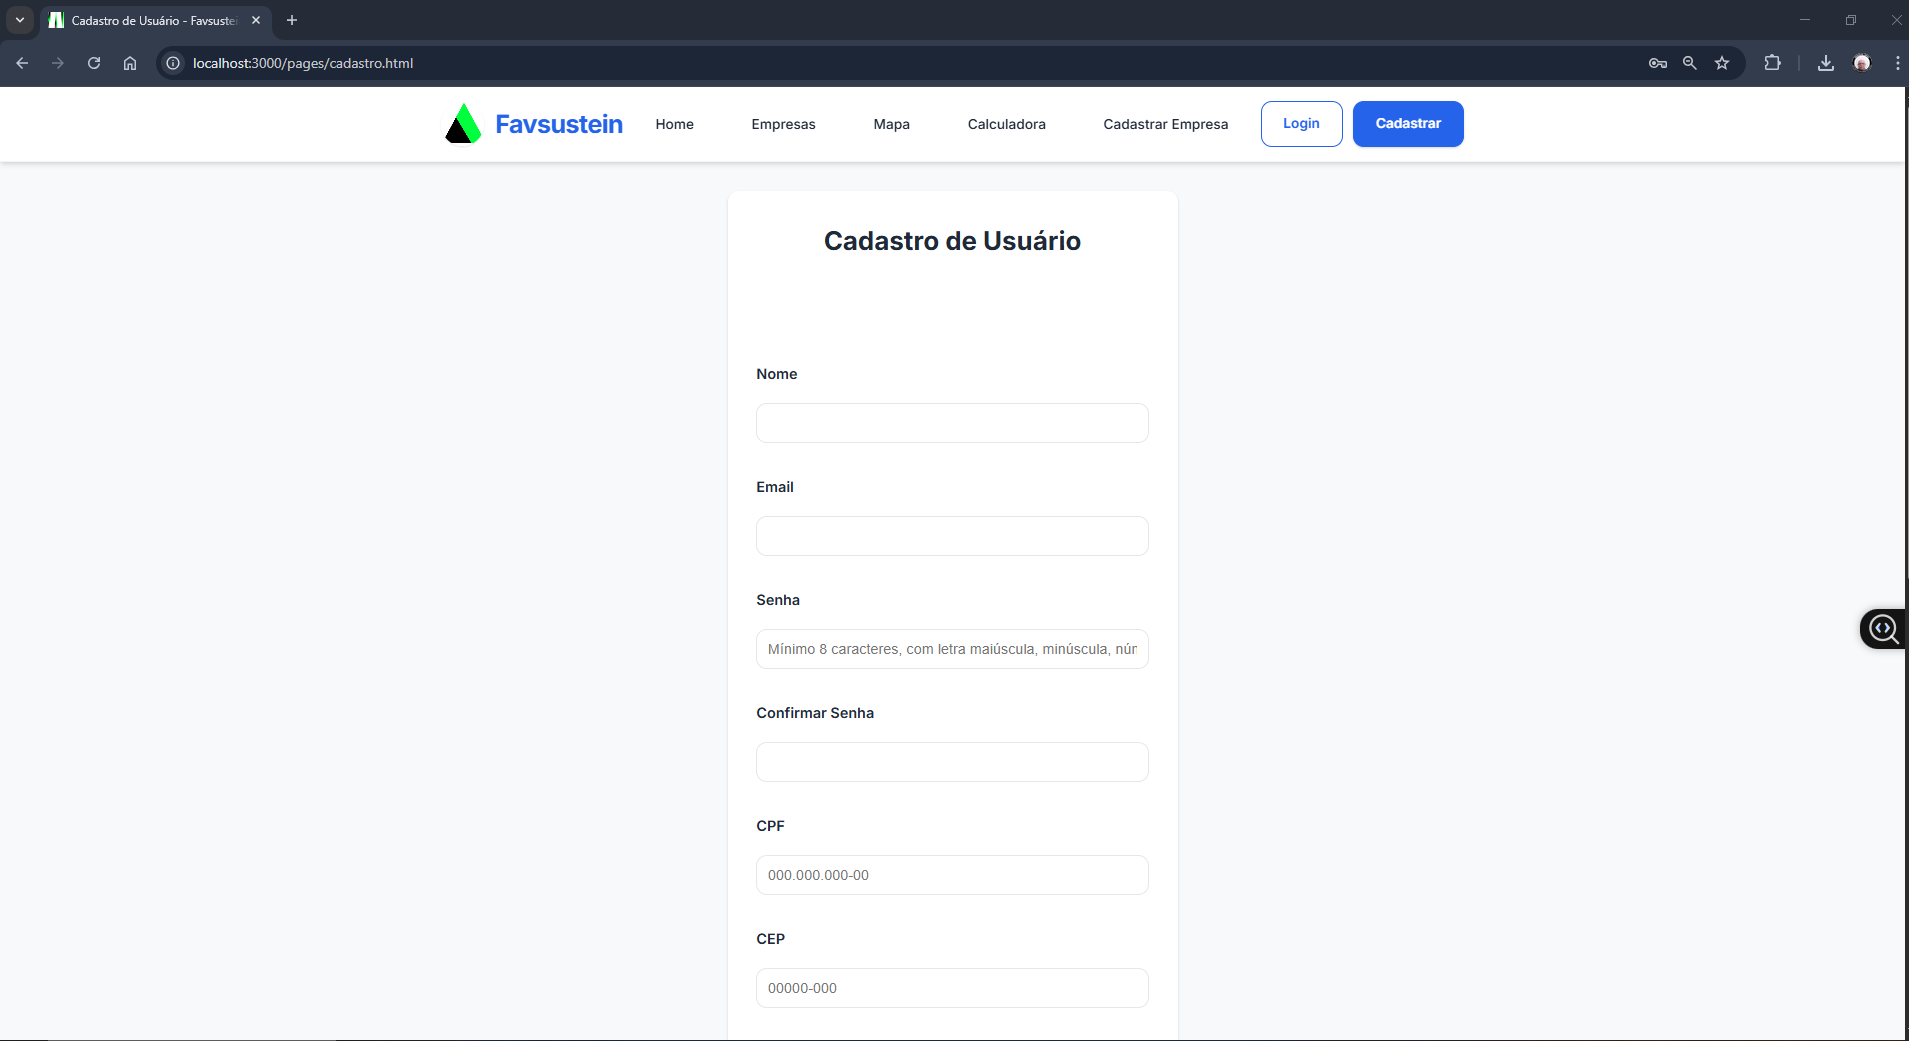 Cadastro de Usuário - Favsustei
localhost:3000/pages/cadastro.html
Favsustein Home Empresas Mapa Calculadora Cadastrar Empresa Login Cadastrar
Cadastro de Usuário
Nome
Email
Senha
Mínimo 8 caracteres, com letra maiúscula, minúscula, núm
Confirmar Senha
CPF
000.000.000-00
CEP
00000-000